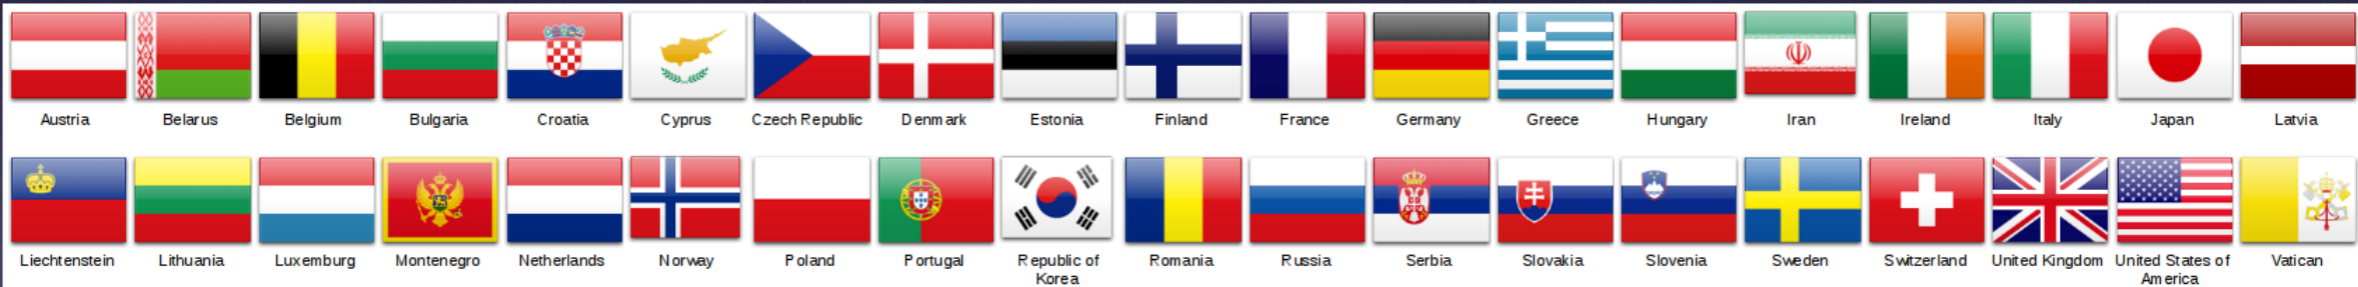 Austria Belarus Belgium Bulgaria Croatia Cyprus Czech Republic Denmark Estonia Finland France Germany Greece Hungary Iran Ireland Italy Japan Latvia
Liechtenstein Lithuania Luxemburg Montenegro Netherlands Norway Poland Portugal Republic of Romania Russia Serbia Slovakia Slovenia Sweden Switzerland United Kingdom United States of Vatican
Korea America